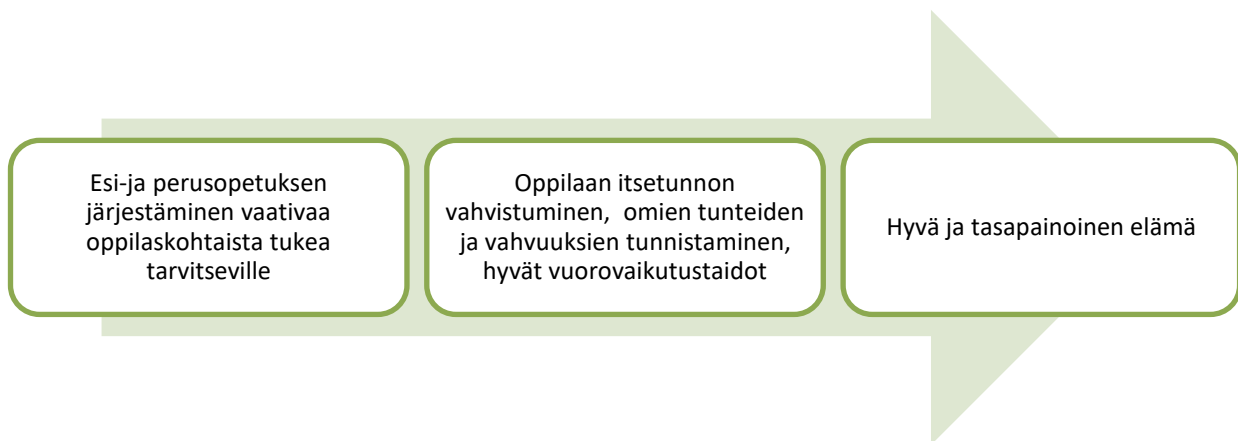 Esi-ja perusopetuksen
järjestäminen vaativaa
oppilaskohtaista tukea
tarvitseville
Oppilaan itsetunnon
vahvistuminen,  omien tunteiden
ja vahvuuksien tunnistaminen,
hyvät vuorovaikutustaidot
Hyvä ja tasapainoinen elämä